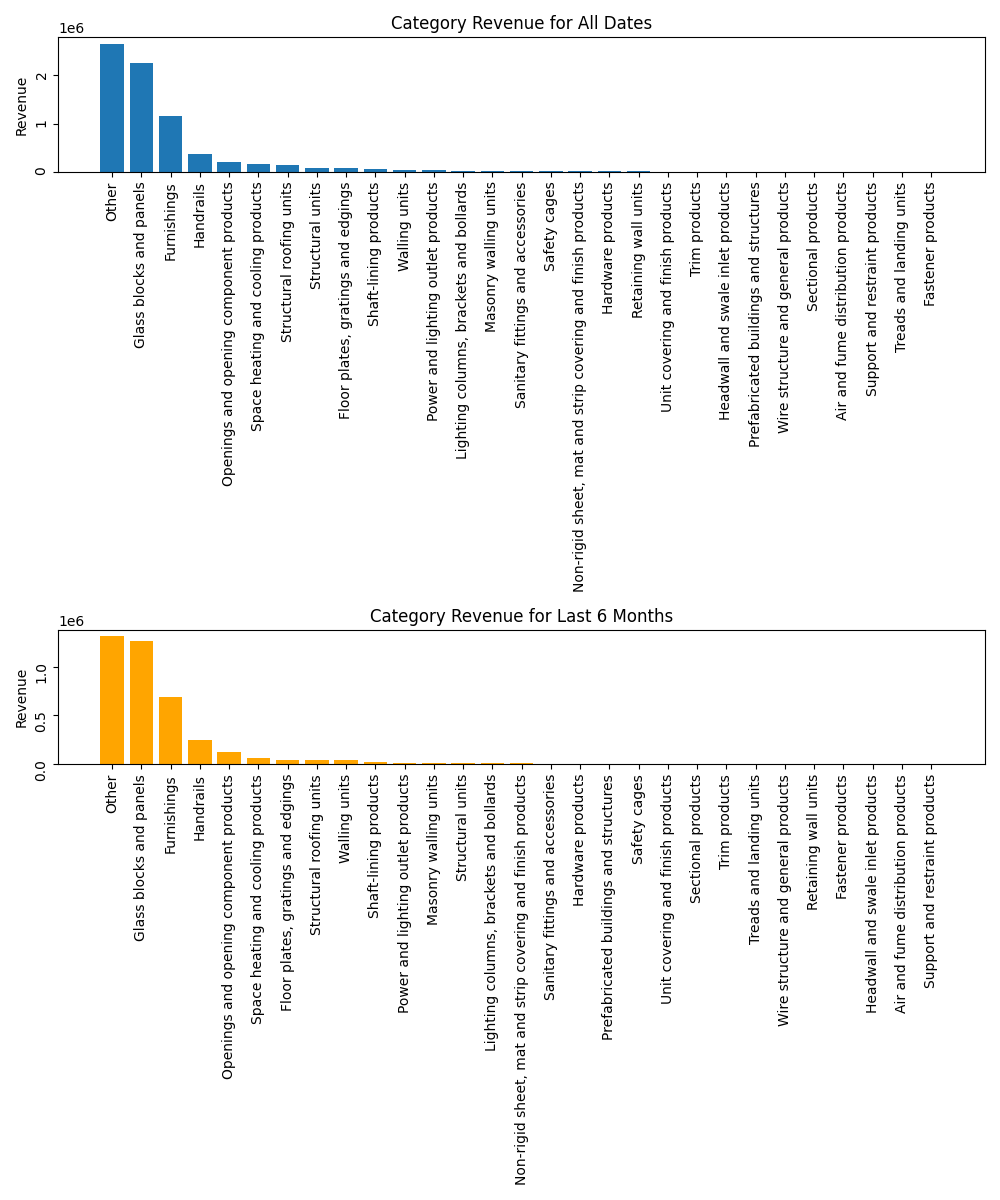 Category Revenue for All Dates
1e6
Revenue
2
1
0
Other
Glass blocks and panels
Furnishings
Handrails
Openings and opening component products
Space heating and cooling products
Structural roofing units
Structural units
Floor plates, gratings and edgings
Shaft-lining products
Walling units
Power and lighting outlet products
Lighting columns, brackets and bollards
Masonry walling units
Sanitary fittings and accessories
Safety cages
Non-rigid sheet, mat and strip covering and finish products
Hardware products
Retaining wall units
Unit covering and finish products
Trim products
Headwall and swale inlet products
Prefabricated buildings and structures
Wire structure and general products
Sectional products
Air and fume distribution products
Support and restraint products
Treads and landing units
Fastener products
Category Revenue for Last 6 Months
1e6
Revenue
1.0
0.5
0.0
Other
Glass blocks and panels
Furnishings
Handrails
Openings and opening component products
Space heating and cooling products
Floor plates, gratings and edgings
Structural roofing units
Walling units
Shaft-lining products
Power and lighting outlet products
Masonry walling units
Structural units
Lighting columns, brackets and bollards
Non-rigid sheet, mat and strip covering and finish products
Sanitary fittings and accessories
Hardware products
Prefabricated buildings and structures
Safety cages
Unit covering and finish products
Sectional products
Trim products
Treads and landing units
Wire structure and general products
Retaining wall units
Fastener products
Headwall and swale inlet products
Air and fume distribution products
Support and restraint products